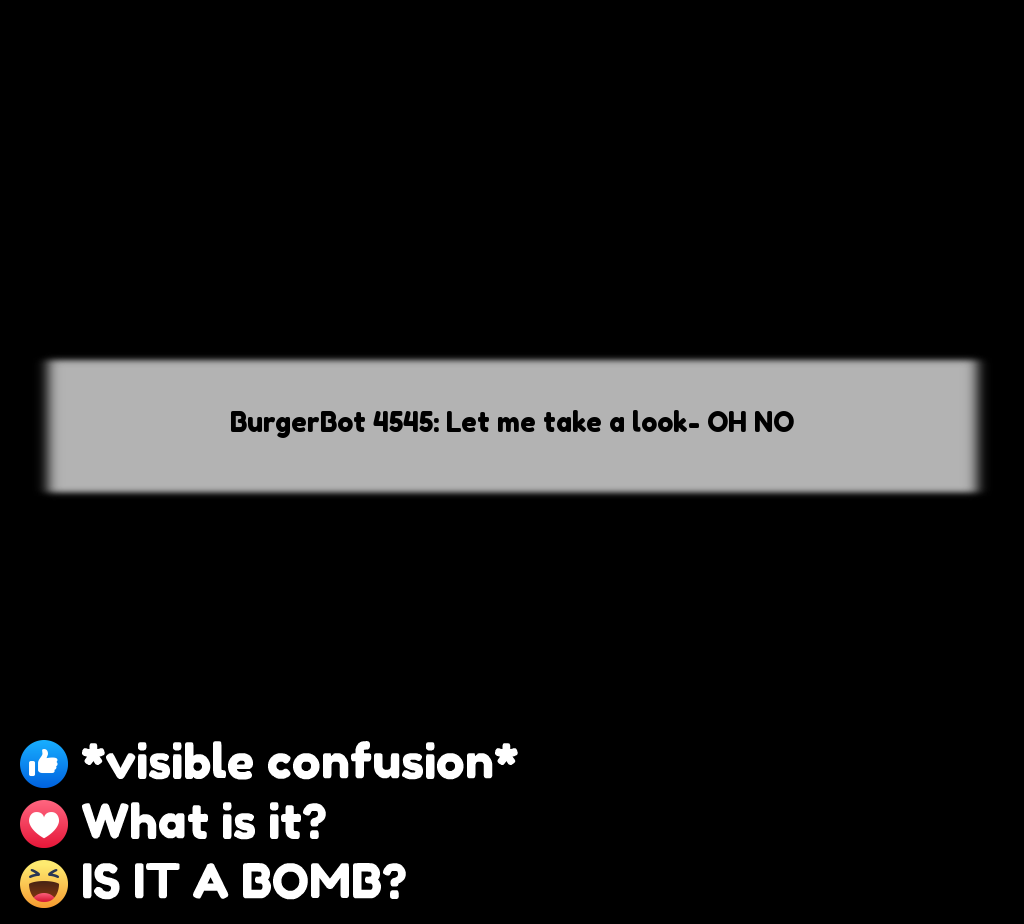 BurgerBot 4545: Let me take a look- OH NO
*visible confusion*
What is it?
IS IT A BOMB?